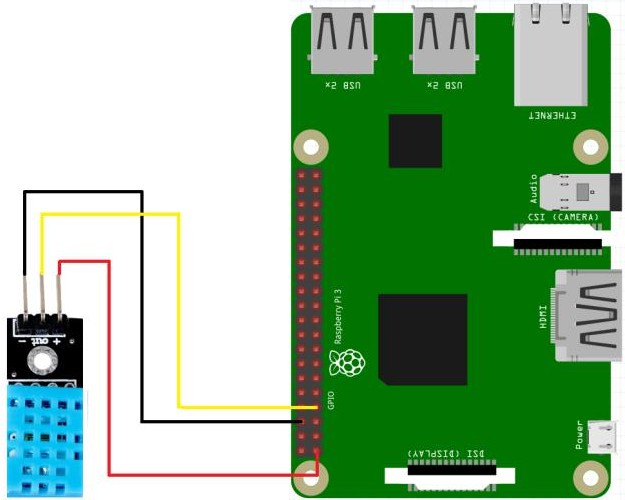 USB 2x
USB 2x
ETHERNET
Audio
CSI (CAMERA)
HDMI
Raspberry Pi 3
GPIO
Power
DSI (DISPLAY)
- out +